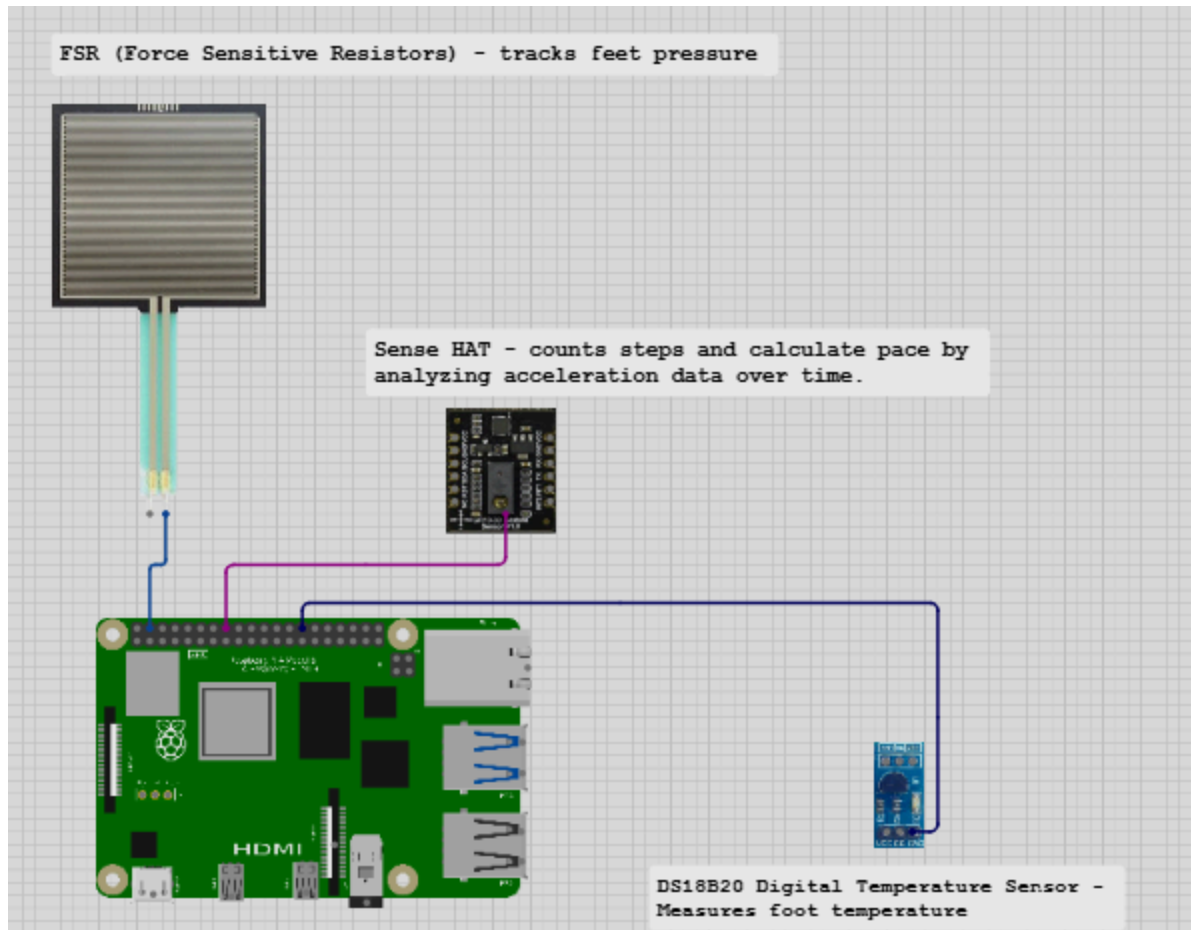 FSR (Force Sensitive Resistors) - tracks feet pressure
Sense HAT - counts steps and calculate pace by
analyzing acceleration data over time.
HDMI
DS18B20 Digital Temperature Sensor -
Measures foot temperature